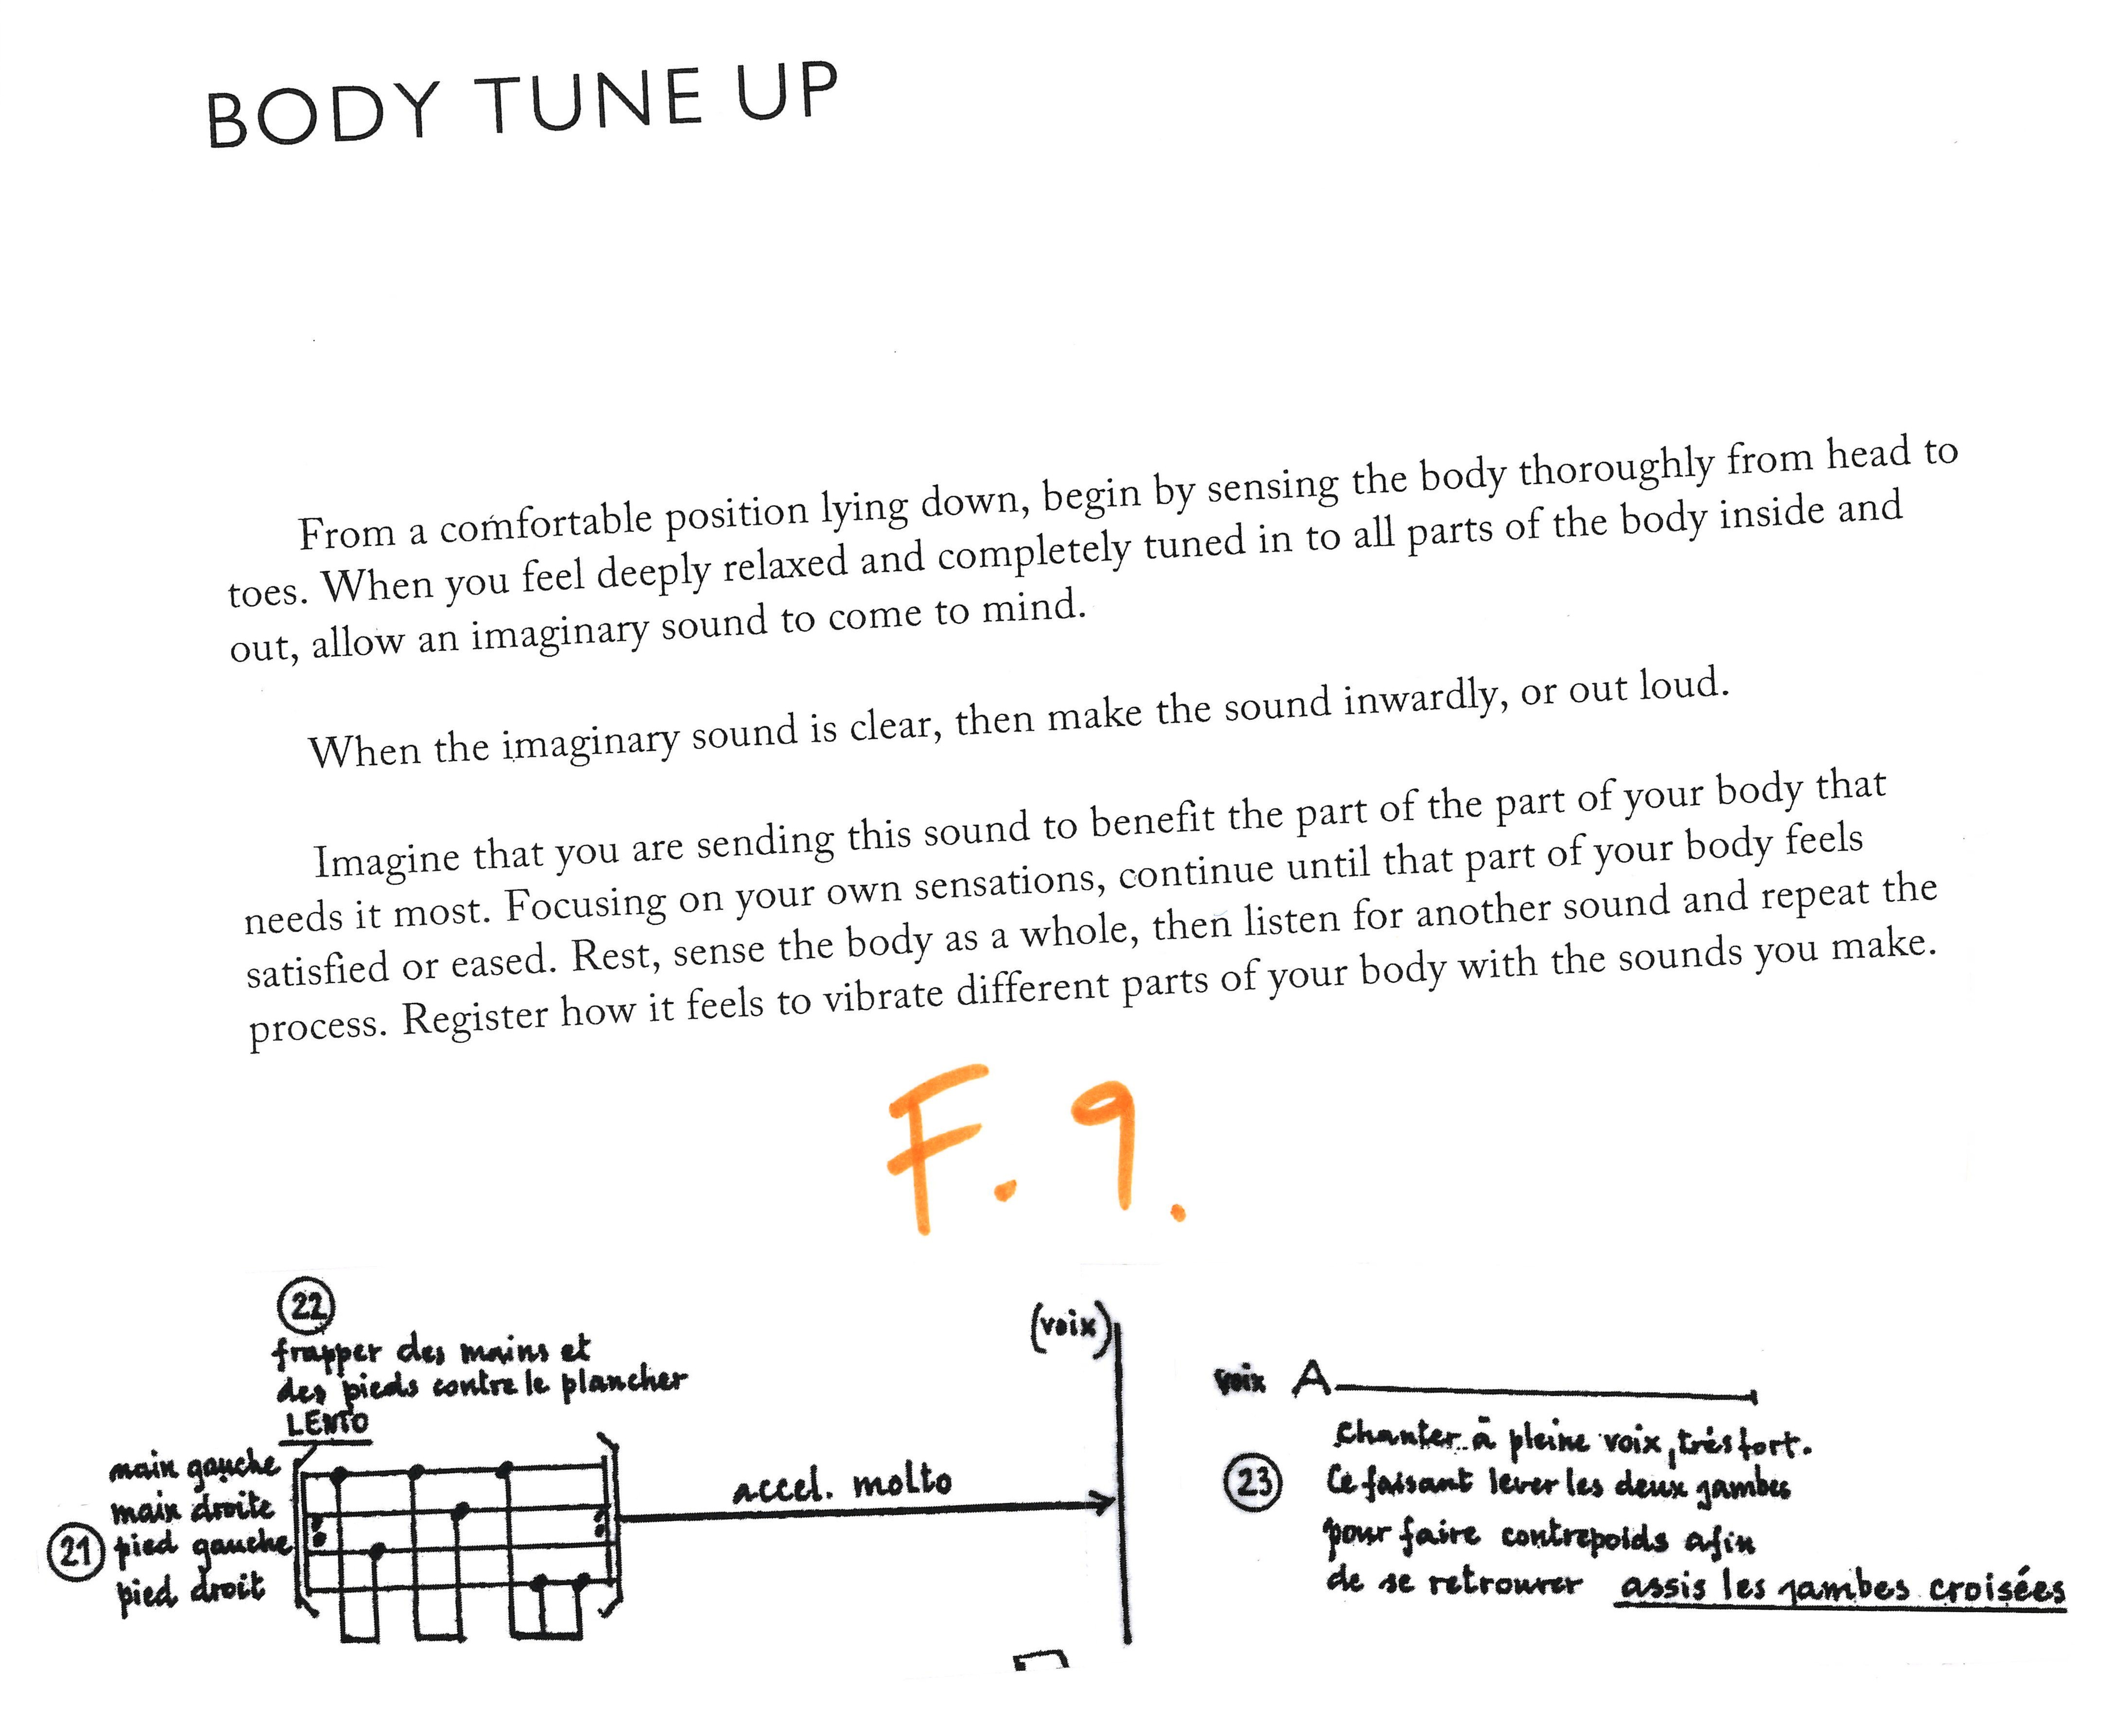 BODY TUNE UP
From a comfortable position lying down, begin by sensing the body thoroughly from head to
toes. When you feel deeply relaxed and completely tuned in to all parts of the body inside and
out, allow an imaginary sound to come to mind.
When the imaginary sound is clear, then make the sound inwardly, or out loud.
Imagine that you are sending this sound to benefit the part of the part of your body that
needs it most. Focusing on your own sensations, continue until that part of your body feels
satisfied or eased. Rest, sense the body as a whole, then listen for another sound and repeat the
process. Register how it feels to vibrate different parts of your body with the sounds you make.
F. 9.
22
frapper des mains et
des pieds contre le plancher
LENTO
main gauche
main droite
21 pied gauche
pied droit
accel. molto
(voix)
voix A
chanter à pleine voix, très fort.
23 Ce faisant lever les deux jambes
pour faire contrepoids afin
de se retrouver assis les jambes croisées